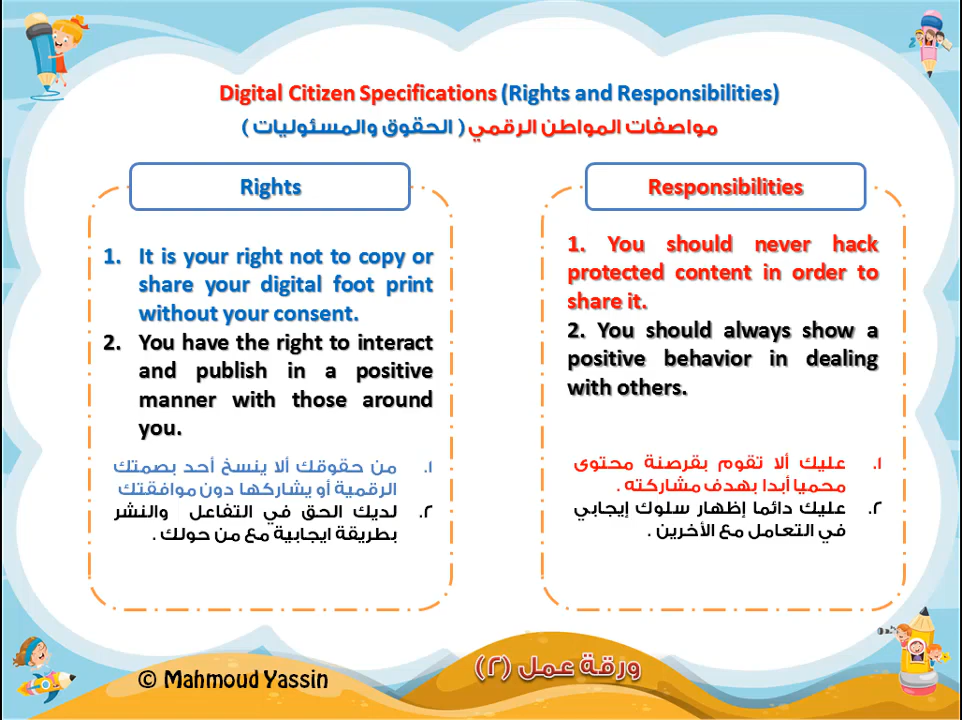 Digital Citizen Specifications (Rights and Responsibilities)
مواصفات المواطن الرقمي ( الحقوق والمسئوليات )
Rights
1. It is your right not to copy or
share your digital foot print
without your consent.
2. You have the right to interact
and publish in a positive
manner with those around
you.
١. من حقوقك ألا ينسخ أحد بصمتك
الرقمية أو يشاركها دون موافقتك
٢. لديك الحق في التفاعل والنشر
بطريقة ايجابية مع من حولك .
Responsibilities
1. You should never hack
protected content in order to
share it.
2. You should always show a
positive behavior in dealing
with others.
١. عليك ألا تقوم بقرصنة محتوى
محميا أبدا بهدف مشاركته .
٢. عليك دائما إظهار سلوك إيجابي
في التعامل مع الأخرين .
ورقة عمل (٢)
© Mahmoud Yassin